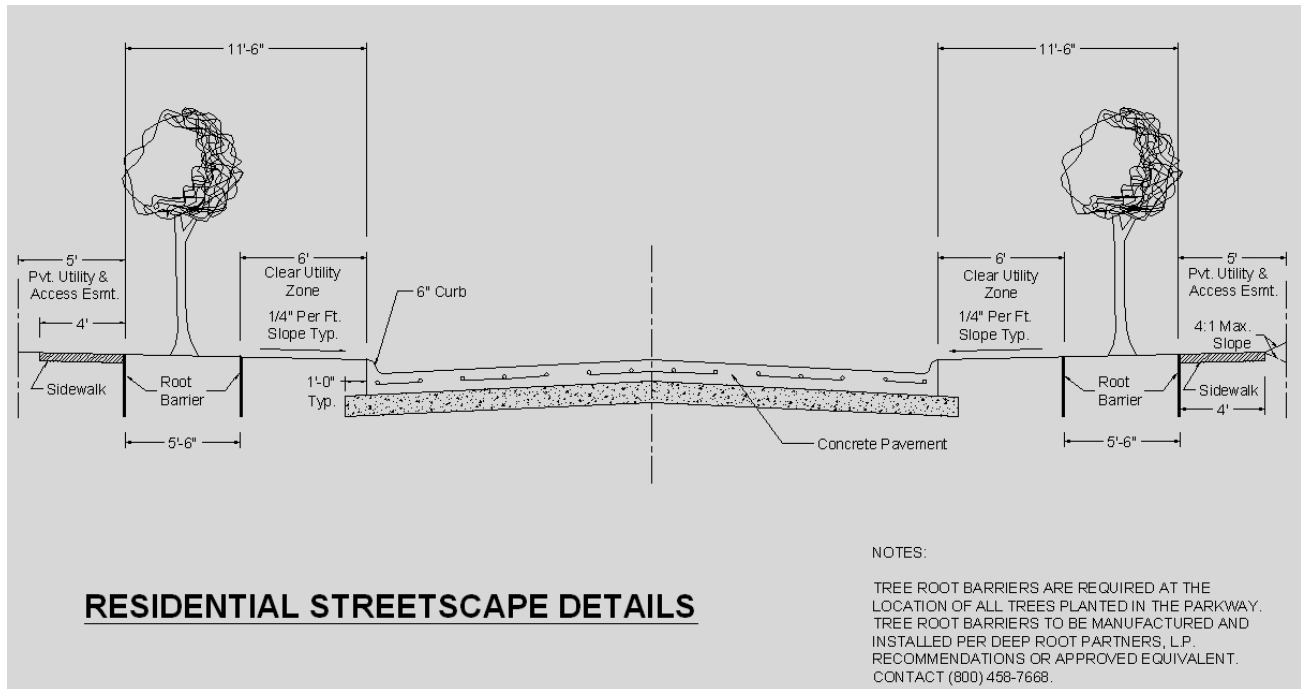 11'-6"
11'-6"
5'
Pvt. Utility &
Access Esmt.
4'
6'
Clear Utility
Zone
1/4" Per Ft.
Slope Typ.
6" Curb
6'
Clear Utility
Zone
1/4" Per Ft.
Slope Typ.
5'
Pvt. Utility &
Access Esmt.
4:1 Max.
Slope
Sidewalk
Root
Barrier
1'-0"
Typ.
5'-6"
Concrete Pavement
Root
Barrier
Sidewalk
4'
5'-6"
RESIDENTIAL STREETSCAPE DETAILS
NOTES:
TREE ROOT BARRIERS ARE REQUIRED AT THE
LOCATION OF ALL TREES PLANTED IN THE PARKWAY.
TREE ROOT BARRIERS TO BE MANUFACTURED AND
INSTALLED PER DEEP ROOT PARTNERS, L.P.
RECOMMENDATIONS OR APPROVED EQUIVALENT.
CONTACT (800) 458-7668.